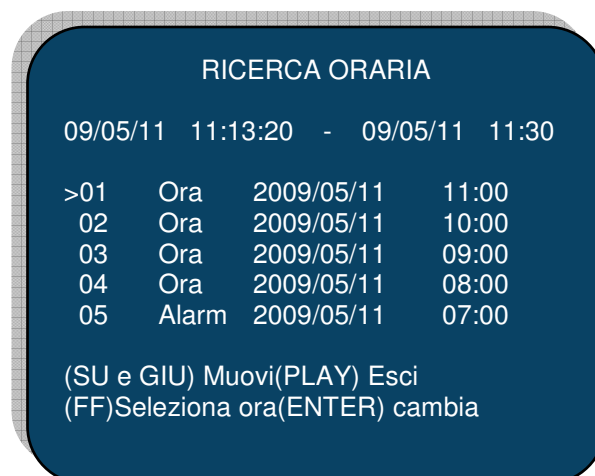 RICERCA ORARIA
09/05/11 11:13:20 - 09/05/11 11:30
>01 Ora 2009/05/11 11:00
02 Ora 2009/05/11 10:00
03 Ora 2009/05/11 09:00
04 Ora 2009/05/11 08:00
05 Alarm 2009/05/11 07:00
(SU e GIU) Muovi(PLAY) Esci
(FF)Seleziona ora(ENTER) cambia